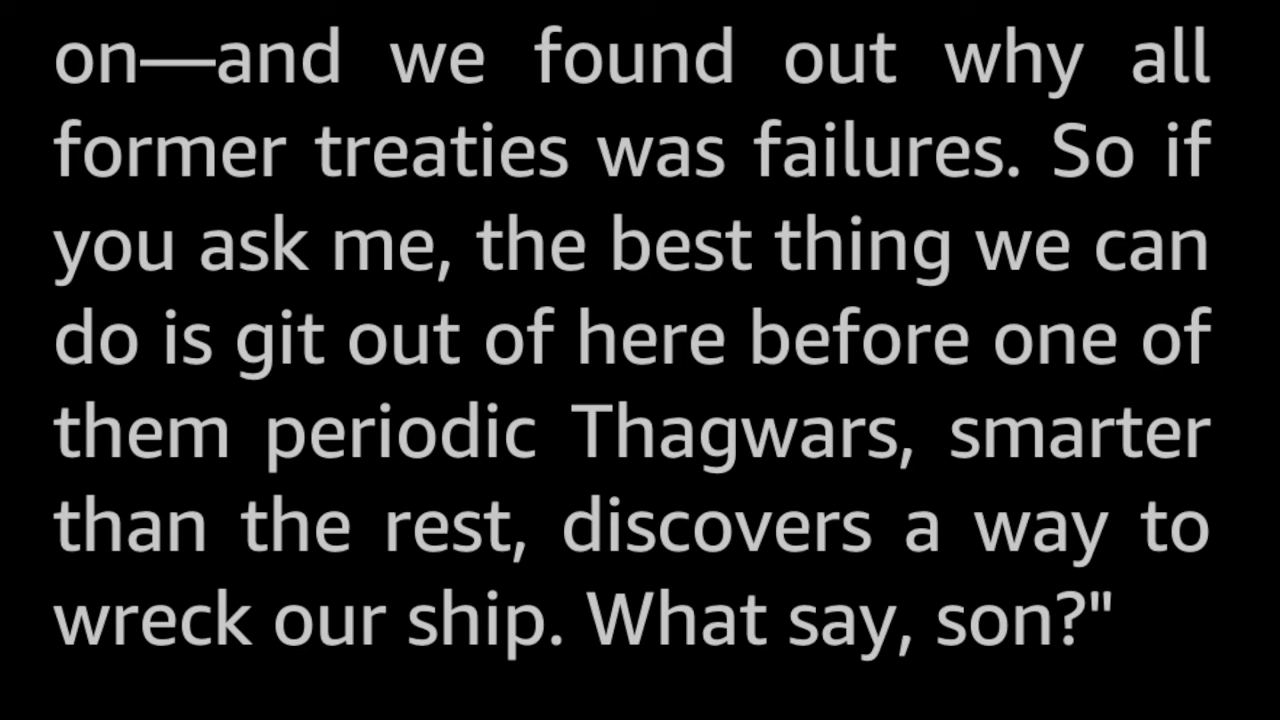 on—and we found out why all
former treaties was failures. So if
you ask me, the best thing we can
do is git out of here before one of
them periodic Thagwars, smarter
than the rest, discovers a way to
wreck our ship. What say, son?"